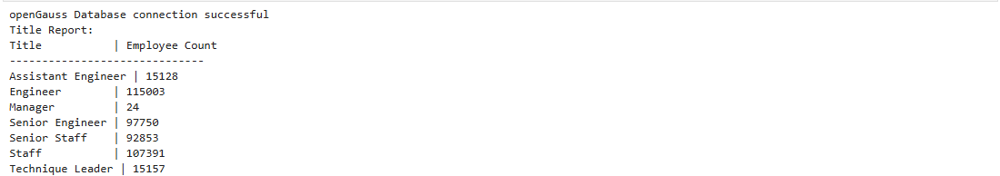 openGauss Database connection successful
Title Report:
Title           | Employee Count
------------------------------
Assistant Engineer | 15128
Engineer        | 115003
Manager         | 24
Senior Engineer | 97750
Senior Staff    | 92853
Staff           | 107391
Technique Leader | 15157